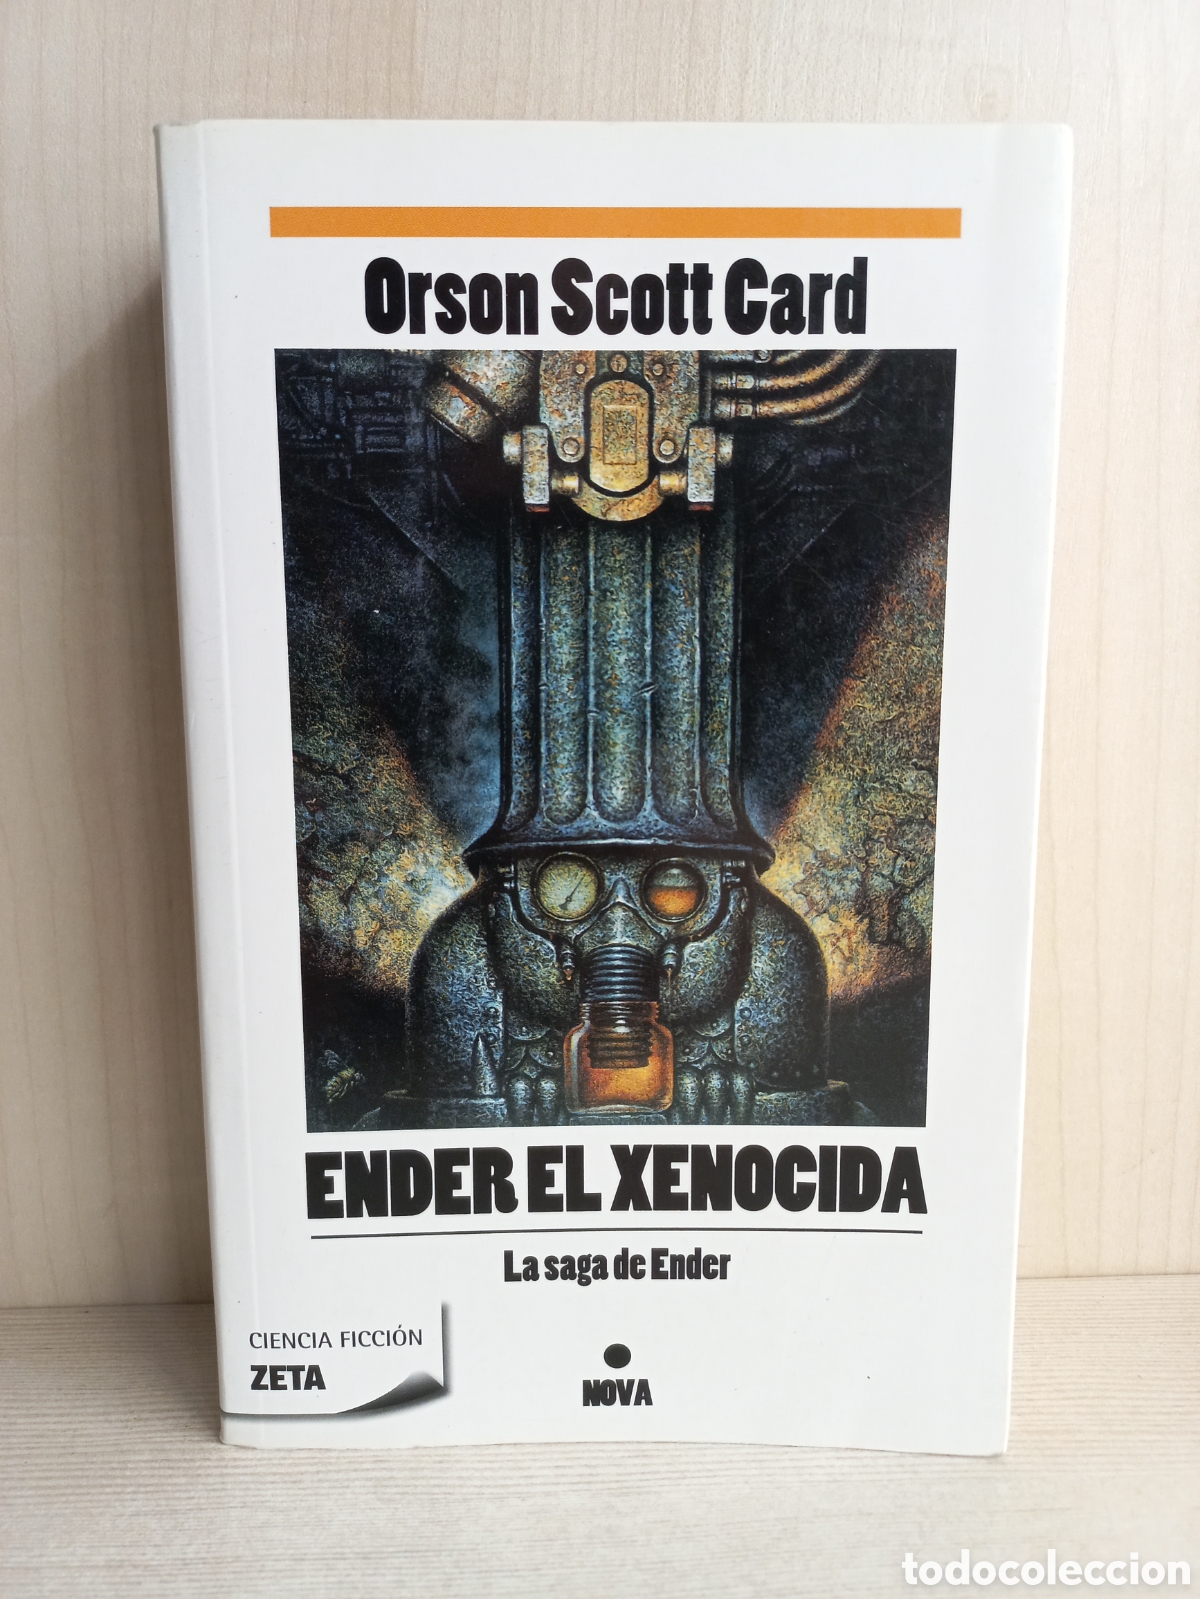 Orson Scott Card
ENDER EL XENOCIDA
La saga de Ender
CIENCIA FICCIÓN
ZETA
NOVA
todocoleccion